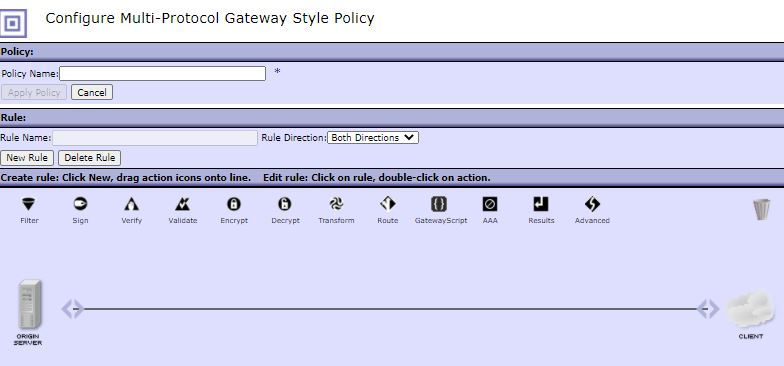 Configure Multi-Protocol Gateway Style Policy
Policy:
Policy Name: *
Apply Policy Cancel
Rule:
Rule Name: Rule Direction: Both Directions
New Rule Delete Rule
Create rule: Click New, drag action icons onto line. Edit rule: Click on rule, double-click on action.
Filter Sign Verify Validate Encrypt Decrypt Transform Route GatewayScript AAA Results Advanced
ORIGIN SERVER CLIENT